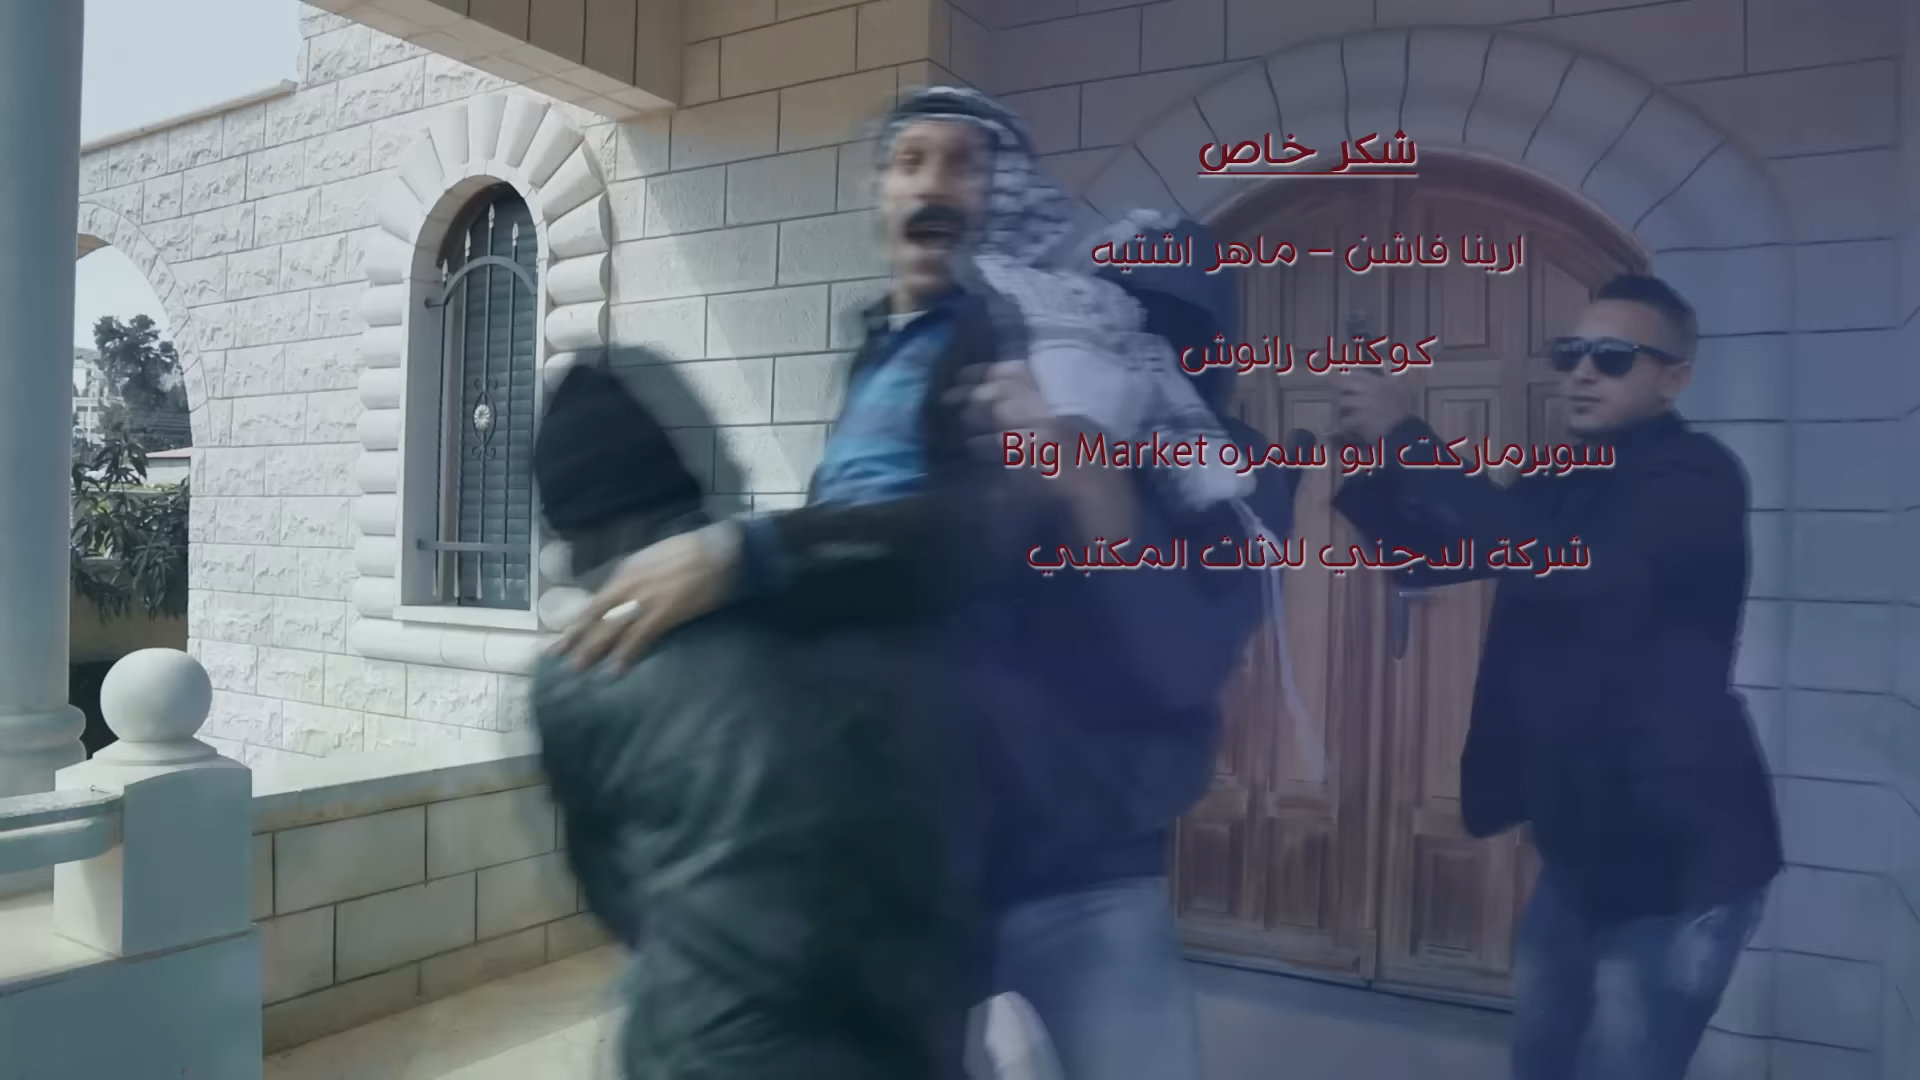 شكر خاص
ارينا فاشن – ماهر اشتيه
كوكتيل رانوش
سوبرماركت ابو سمره Big Market
شركة الدجني للاثاث المكتبي